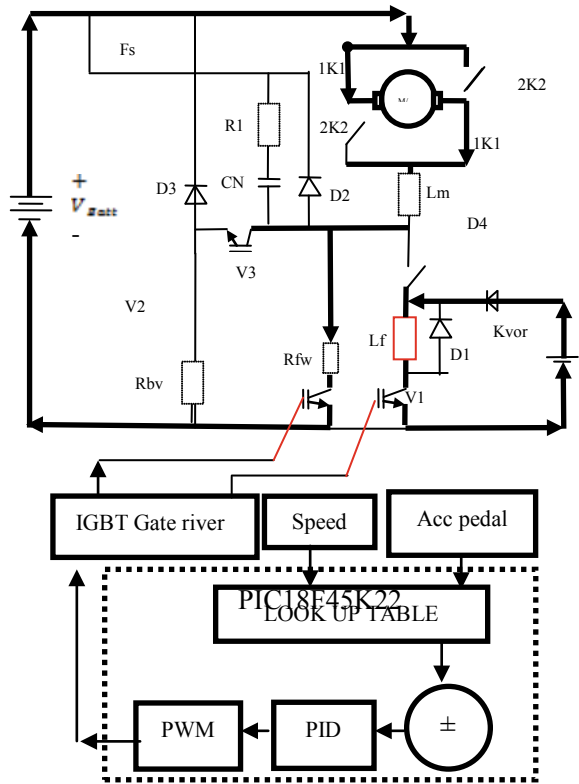 Fs
1K1
2K2
R1
2K2
1K1
+
V Batt
-
D3
CN
D2
Lm
D4
V3
V2
Lf
Kvor
Rfw
D1
Rbv
V1
IGBT Gate river
Speed
Acc pedal
PIC18F45K22
LOOK UP TABLE
PWM
PID
±